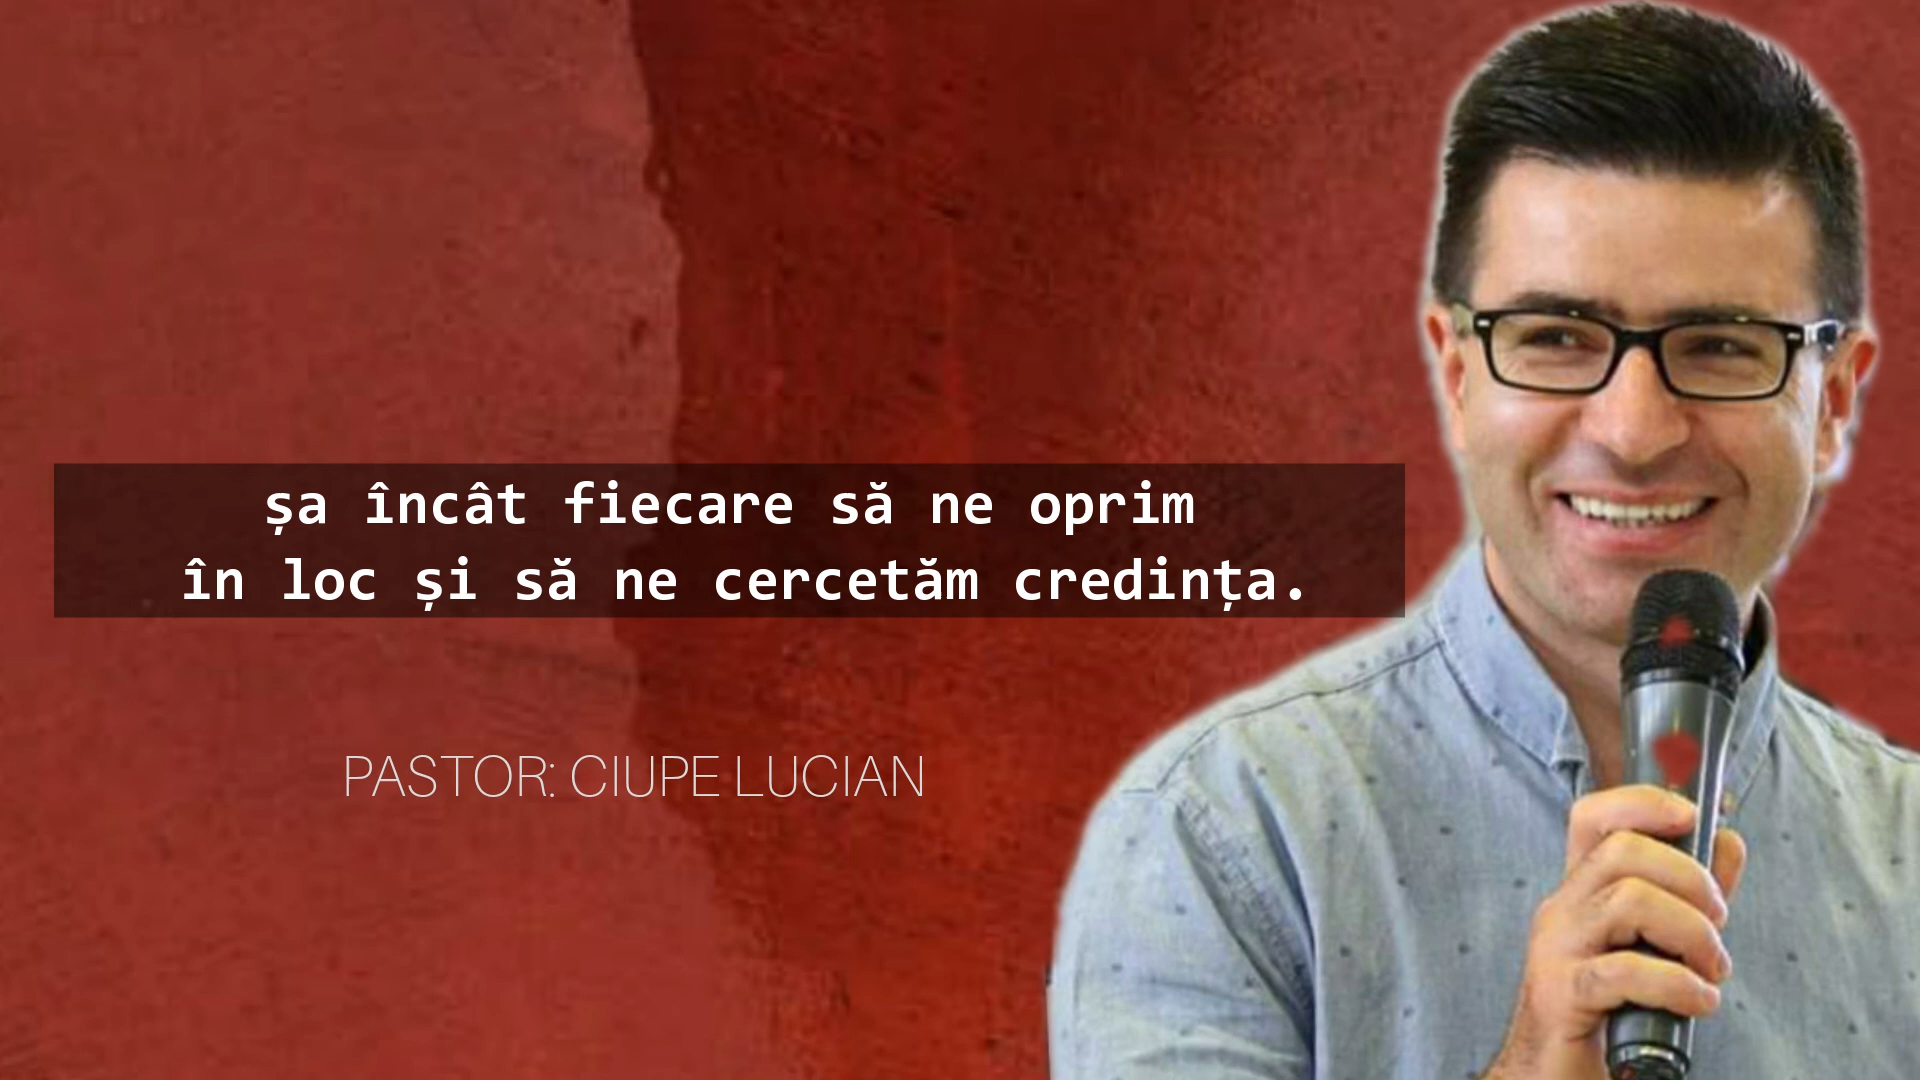 șa încât fiecare să ne oprim
în loc și să ne cercetăm credința.
PASTOR: CIUPE LUCIAN